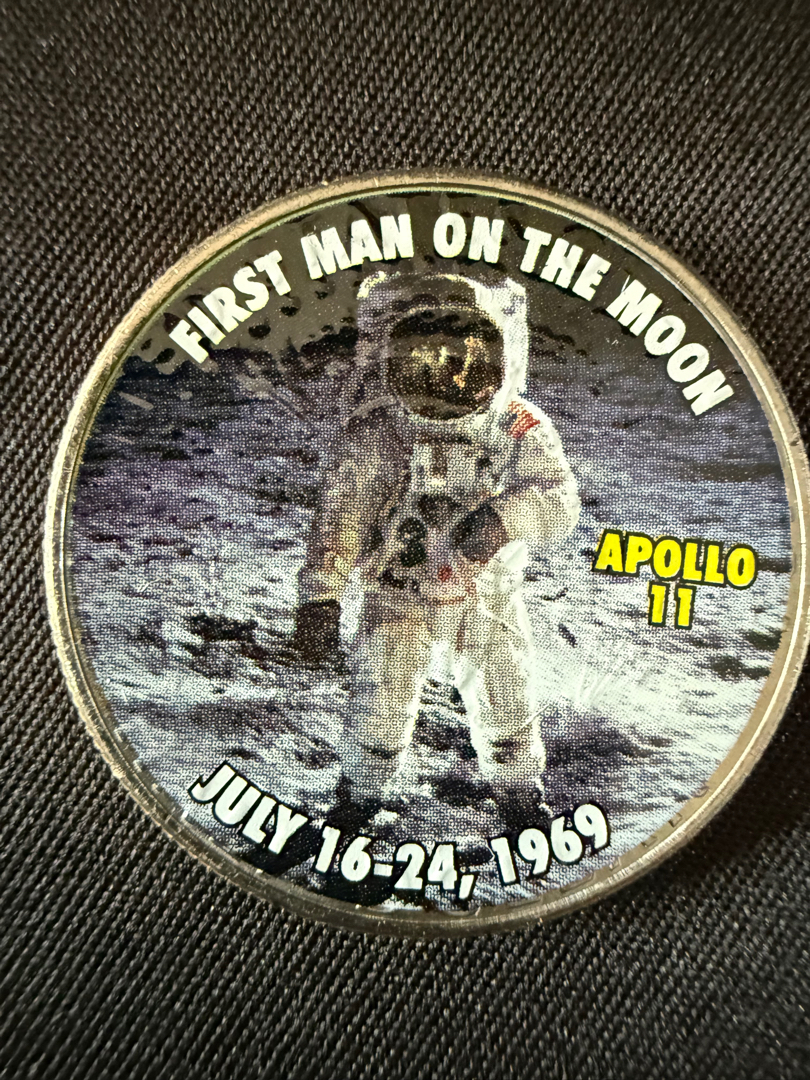 FIRST MAN ON THE MOON
APOLLO
11
JULY 16-24, 1969